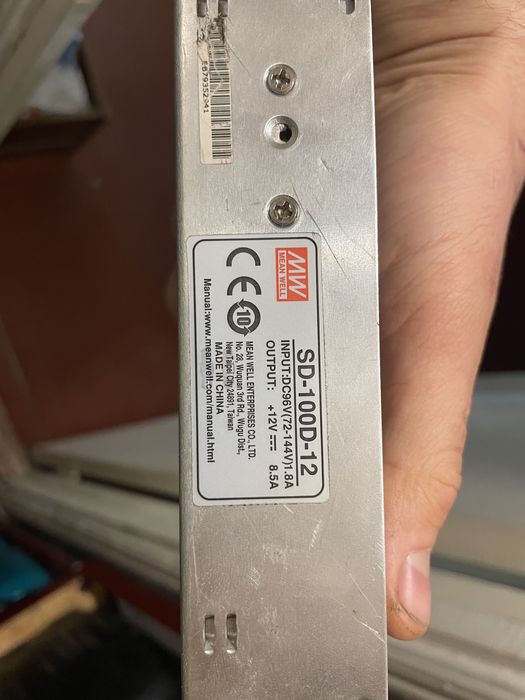 MW
MEAN WELL
SD-100D-12
INPUT:DC96V(72-144V)1.8A
OUTPUT: +12V 8.5A
CE
10
MEAN WELL ENTERPRISES CO., LTD.
No. 28, Wuquan 3rd Rd., Wugu Dist.,
New Taipei City 24891, Taiwan
MADE IN CHINA
Manual:www.meanwell.com/manual.html